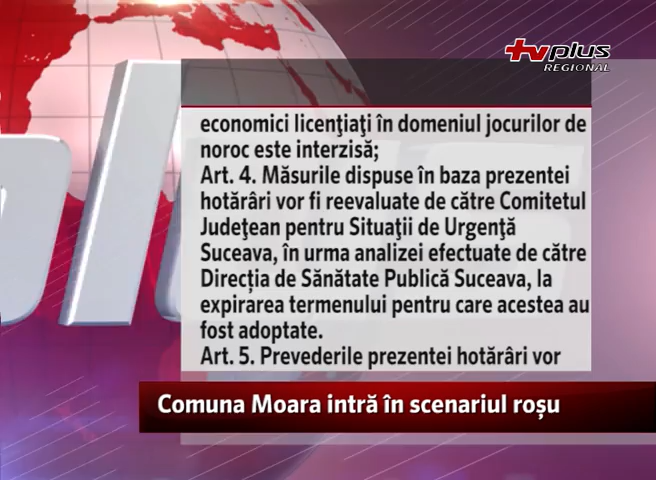 tv plus
REGIONAL
economici licenţiaţi în domeniul jocurilor de
noroc este interzisă;
Art. 4. Măsurile dispuse în baza prezentei
hotărâri vor fi reevaluate de către Comitetul
Judeţean pentru Situaţii de Urgenţă
Suceava, în urma analizei efectuate de către
Direcția de Sănătate Publică Suceava, la
expirarea termenului pentru care acestea au
fost adoptate.
Art. 5. Prevederile prezentei hotărâri vor
Comuna Moara intră în scenariul roșu